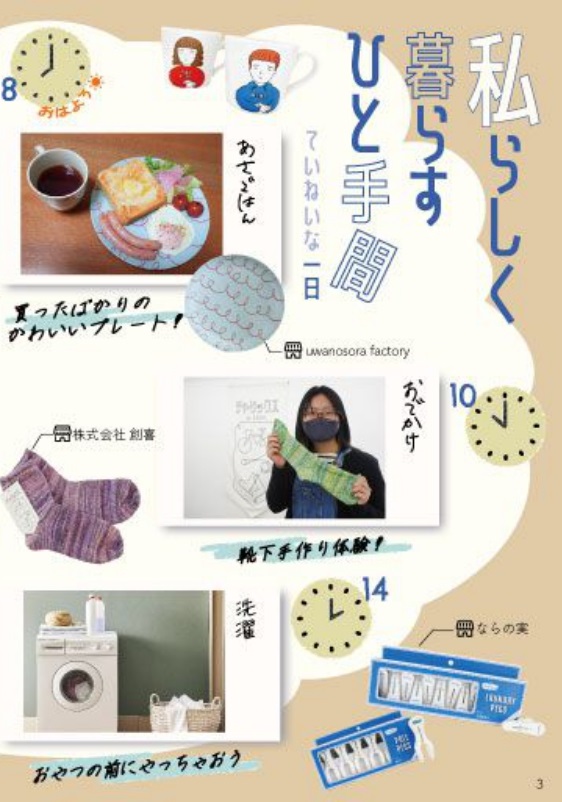 私らしく
暮らす
ひと手間
ていねいな一日
8
おはよう
あさごはん
買ったばかりの
かわいいプレート!
uwanosora factory
10
おでかけ
株式会社 創喜
靴下手作り体験!
14
洗濯
ならの実
LAUNDRY
PEGS
おやつの前にやっちゃおう
3